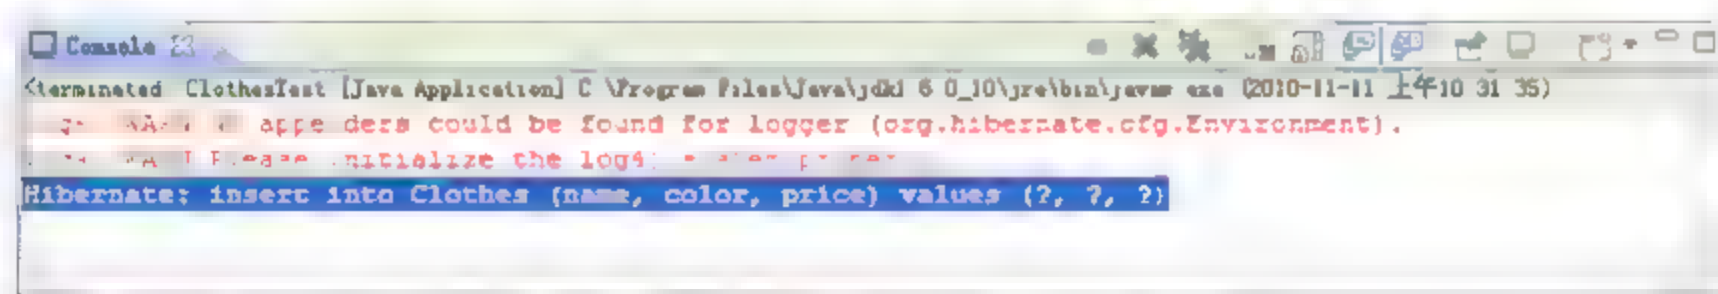 Console
<terminated ClothesTest [Java Application] C \Program Files\Java\jdk1 6 0_10\jre\bin\javaw exe (2010-11-11 上午10 31 35)
could be found for logger (org.hibernate.cfg.Environment).
Please initialize the log4j
Hibernate: insert into Clothes (name, color, price) values (?, ?, ?)